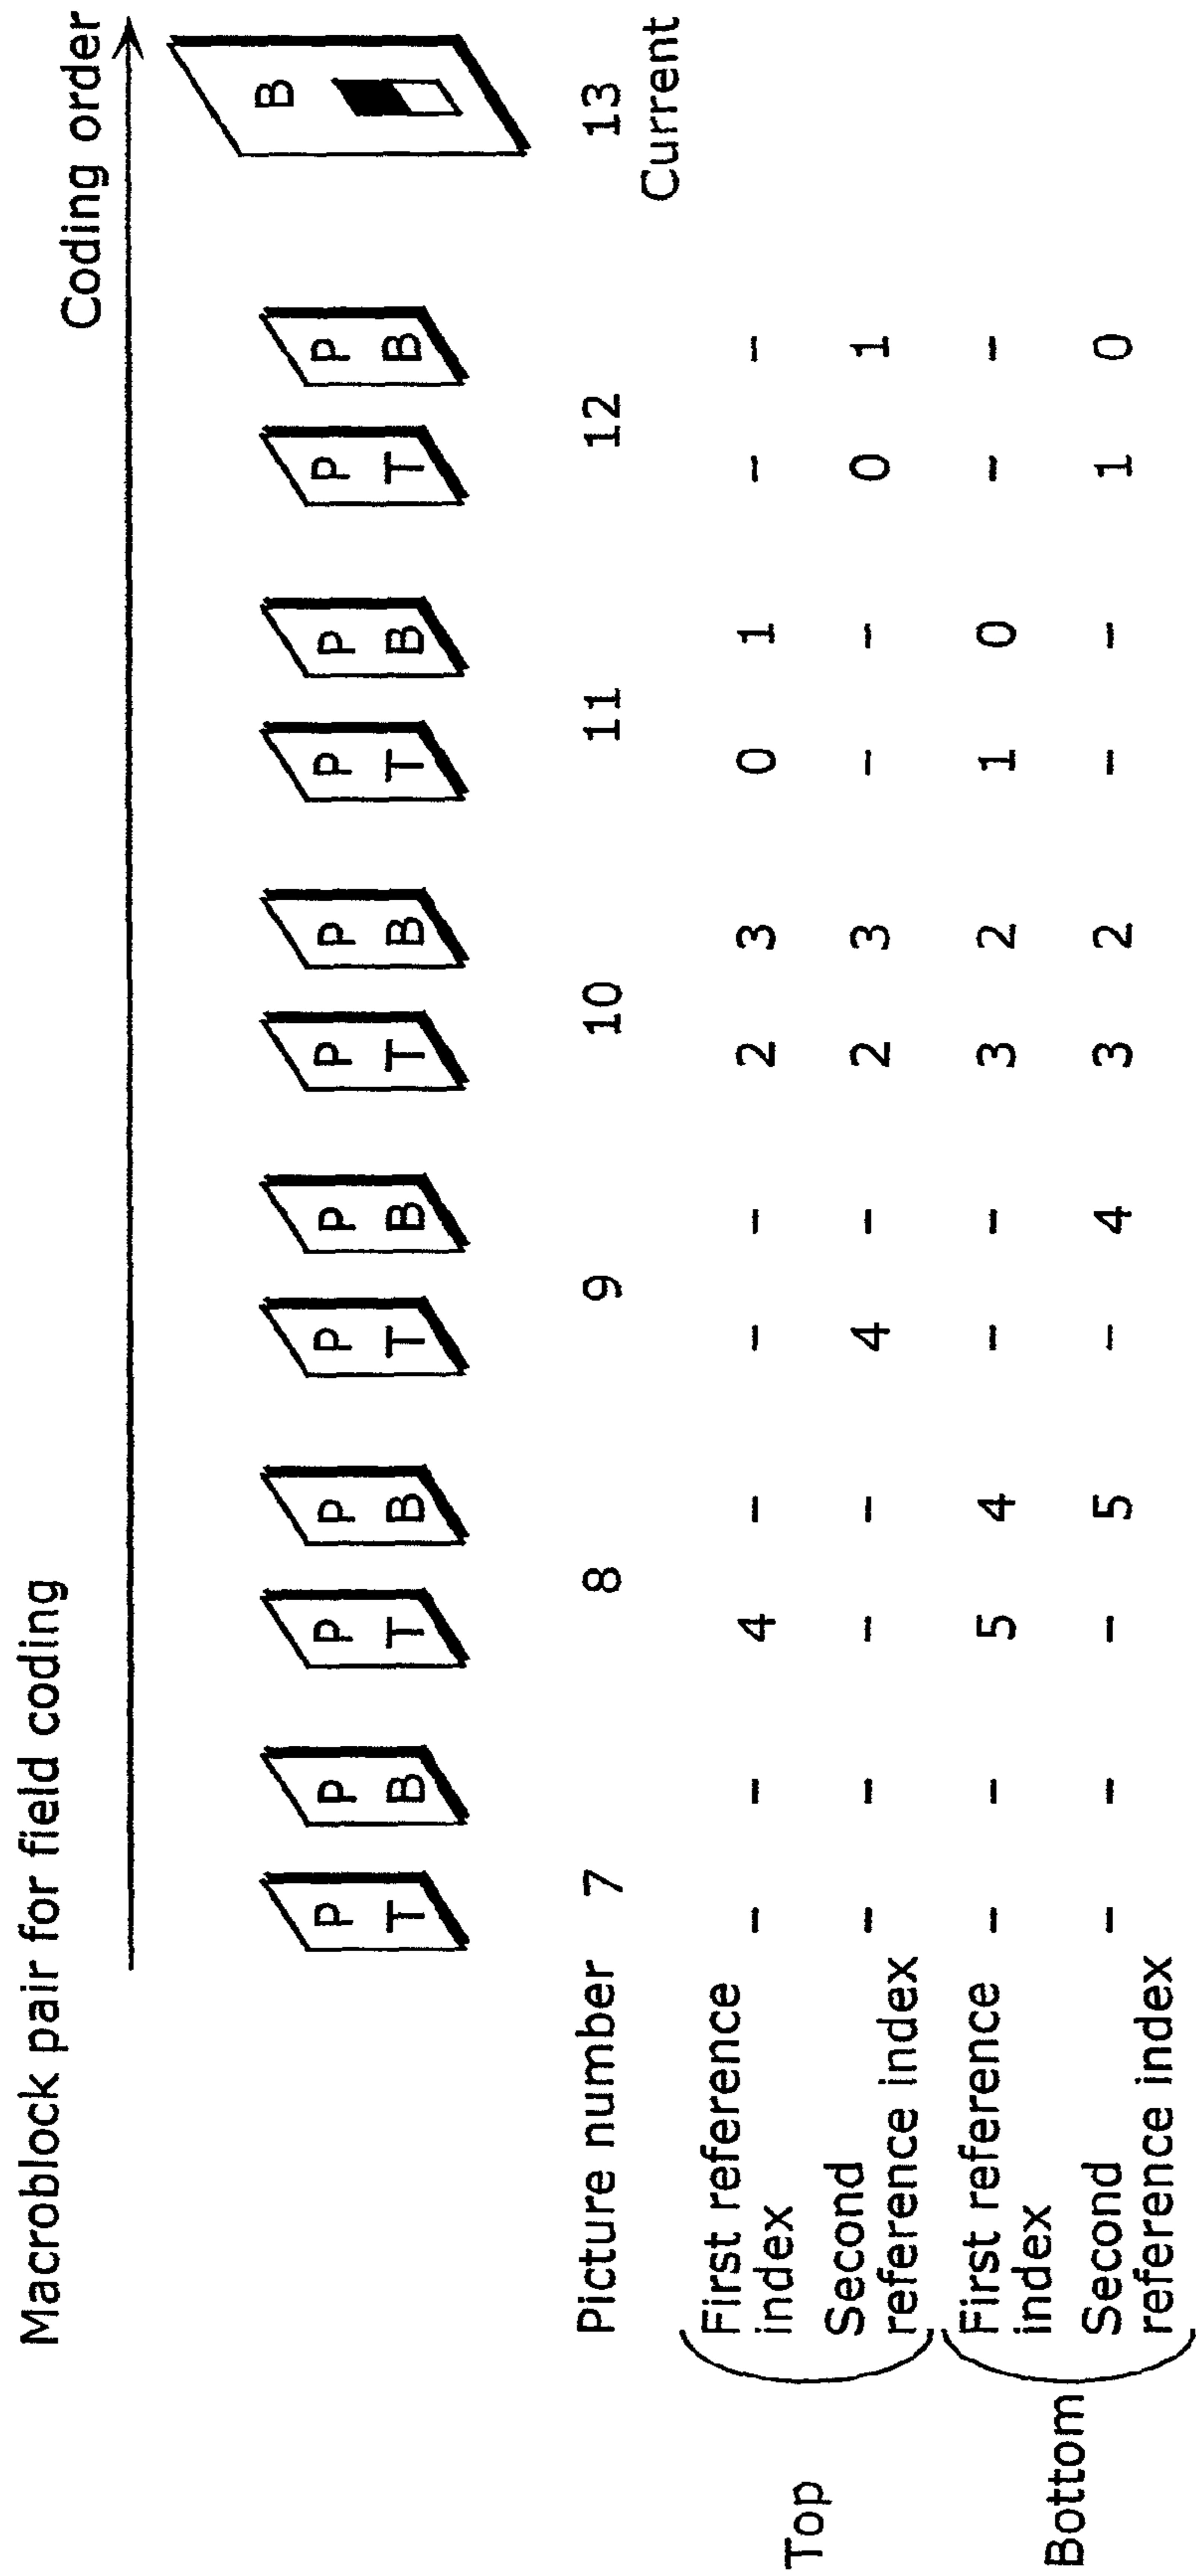 Macroblock pair for field coding
Coding order
P P P P P P P P P P P P B
T B T B T B T B T B T B
Picture number 7 8 9 10 11 12 13
Current
Top
First reference index - - 4 - - - 2 3 0 1 - -
Second reference index - - - - 4 - 2 3 - - 0 1
Bottom
First reference index - - 5 4 - - 3 2 1 0 - -
Second reference index - - - 5 - 4 3 2 - - 1 0